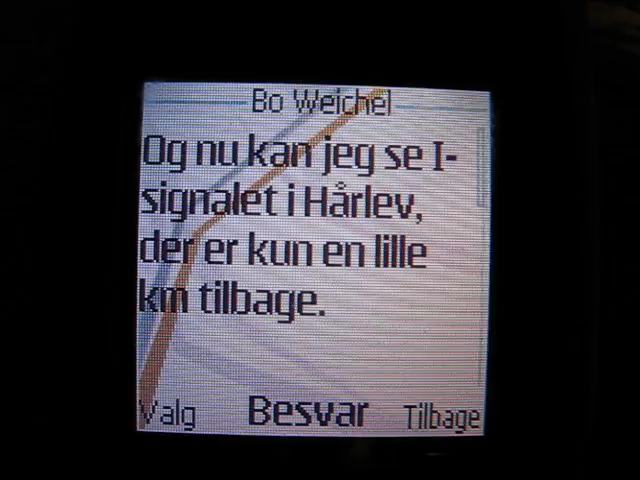 Bo Weichel
Og nu kan jeg se I-
signalet i Hårlev,
der er kun en lille
km tilbage.
Valg Besvar Tilbage